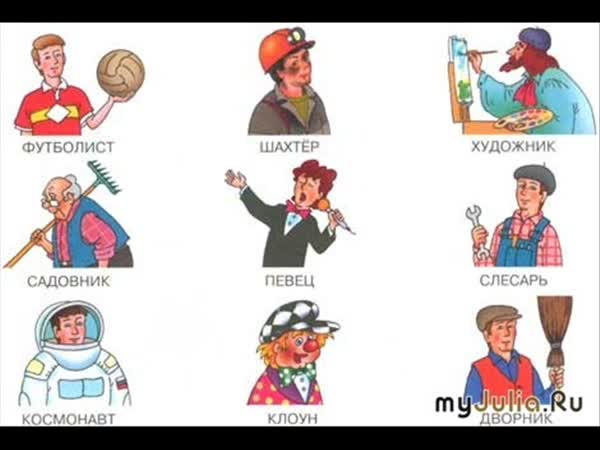 ФУТБОЛИСТ
ШАХТЁР
ХУДОЖНИК
САДОВНИК
ПЕВЕЦ
СЛЕСАРЬ
КОСМОНАВТ
КЛОУН
ДВОРНИК
myJulia.Ru